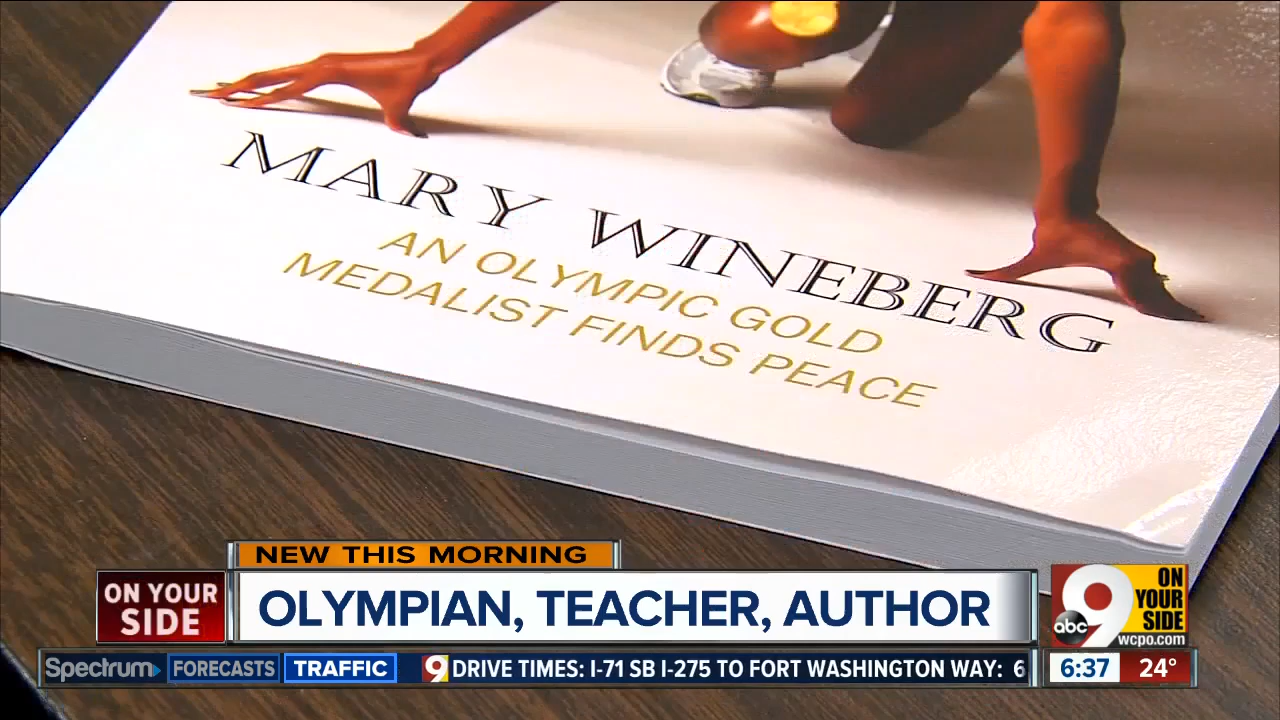 MARY WINEBERG
AN OLYMPIC GOLD
MEDALIST FINDS PEACE
NEW THIS MORNING
ON YOUR
SIDE
OLYMPIAN, TEACHER, AUTHOR
abc
9
ON
YOUR
SIDE
wcpo.com
Spectrum FORECASTS TRAFFIC 9 DRIVE TIMES: I-71 SB I-275 TO FORT WASHINGTON WAY: 6
6:37 24°